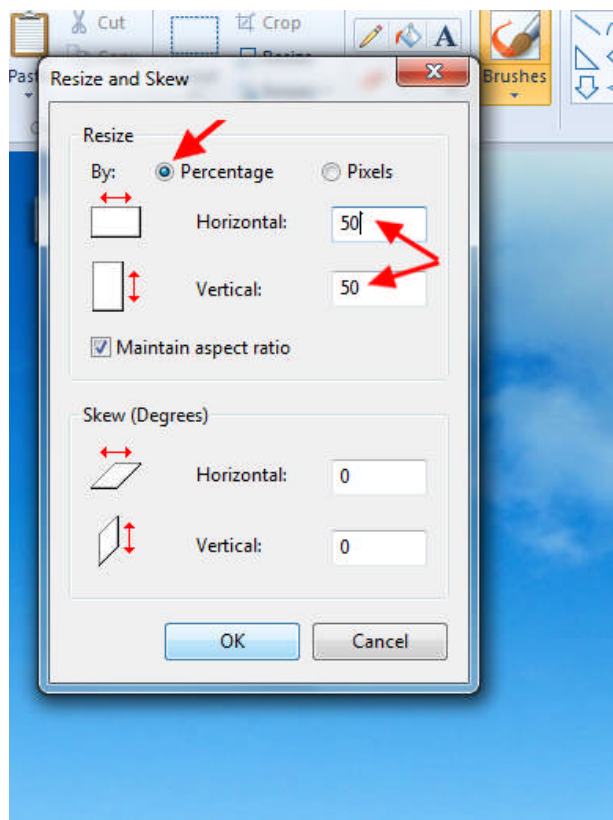 Cut
Crop
A
Past
Resize and Skew
Brushes
Resize
By: Percentage Pixels
Horizontal: 50
Vertical: 50
Maintain aspect ratio
Skew (Degrees)
Horizontal: 0
Vertical: 0
OK Cancel